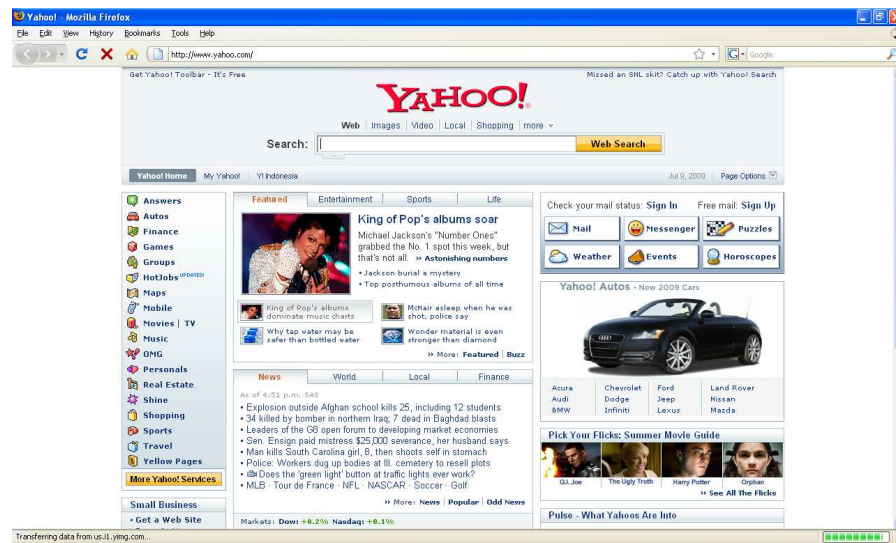 Yahoo! - Mozilla Firefox
File Edit View History Bookmarks Tools Help
http://www.yahoo.com/
G Google
Get Yahoo! Toolbar - It's Free
Missed an SNL skit? Catch up with Yahoo! Search
YAHOO!
Web | Images | Video | Local | Shopping | more
Search:
Web Search
Yahoo! Home My Yahoo! Y! Indonesia
Jul 9, 2009 Page Options
Answers
Autos
Finance
Games
Groups
HotJobs UPDATED!
Maps
Mobile
Movies | TV
Music
OMG
Personals
Real Estate
Shine
Shopping
Sports
Travel
Yellow Pages
More Yahoo! Services
Small Business
• Get a Web Site
Featured Entertainment Sports Life
King of Pop's albums soar
Michael Jackson's "Number Ones"
grabbed the No. 1 spot this week, but
that's not all. » Astonishing numbers
• Jackson burial a mystery
• Top posthumous albums of all time
King of Pop's albums
dominate music charts
McNair asleep when he was
shot, police say
Why tap water may be
safer than bottled water
Wonder material is even
stronger than diamond
» More: Featured | Buzz
News World Local Finance
As of 4:51 p.m. SAS
• Explosion outside Afghan school kills 25, including 12 students
• 34 killed by bomber in northern Iraq; 7 dead in Baghdad blasts
• Leaders of the G8 open forum to developing market economies
• Sen. Ensign paid mistress $25,000 severance, her husband says
• Man kills South Carolina girl, 8, then shoots self in stomach
• Police: Workers dug up bodies at Ill. cemetery to resell plots
• Does the 'green light' button at traffic lights ever work?
• MLB - Tour de France - NFL - NASCAR - Soccer - Golf
» More: News | Popular | Odd News
Markets: Dow: +0.2% Nasdaq: +0.1%
Check your mail status: Sign In Free mail: Sign Up
Mail
Messenger
Puzzles
Weather
Events
Horoscopes
Yahoo! Autos - New 2009 Cars
Acura Chevrolet Ford Land Rover
Audi Dodge Jeep Nissan
BMW Infiniti Lexus Mazda
Pick Your Flicks: Summer Movie Guide
G.I. Joe The Ugly Truth Harry Potter Orphan
» See All The Flicks
Pulse - What Yahoos Are Into
Transferring data from us.i1.yimg.com...